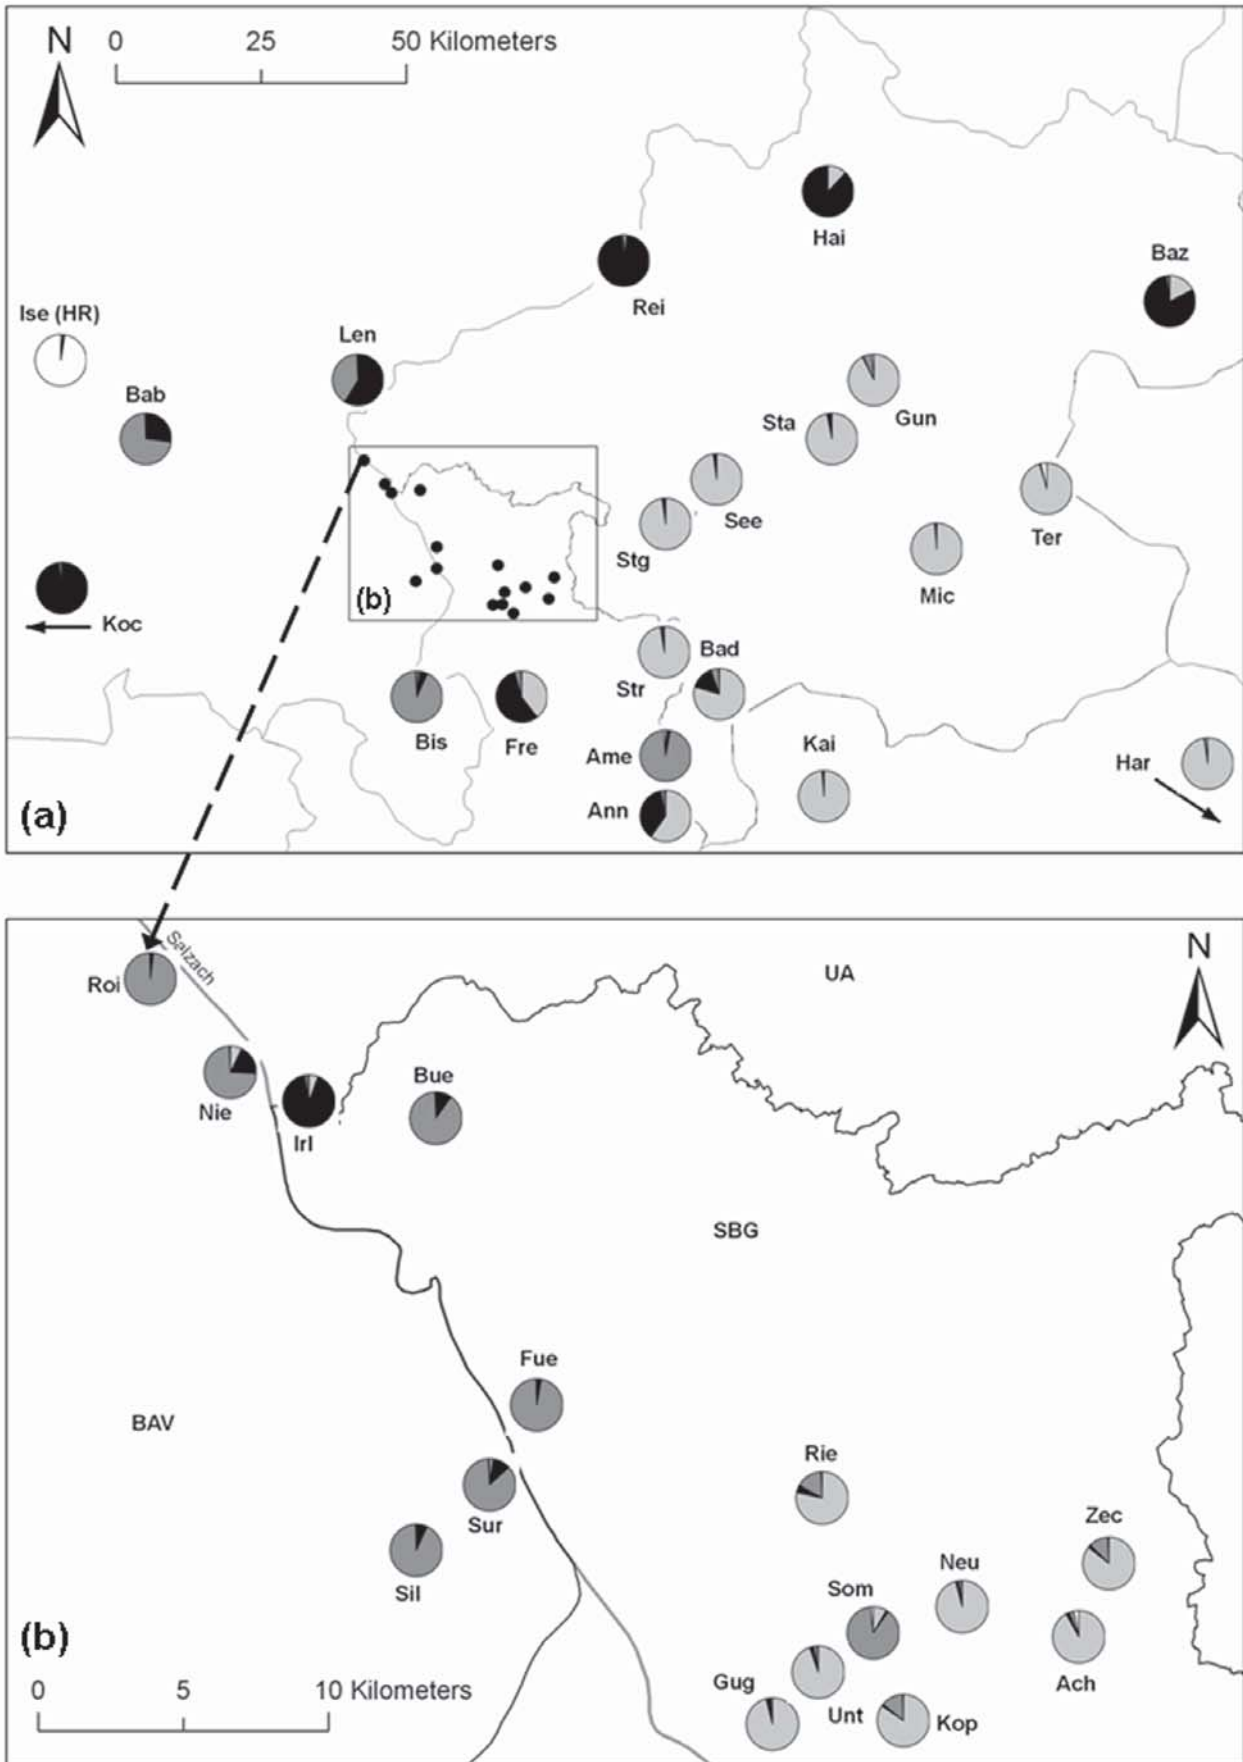 N
0 25 50 Kilometers
Hai
Baz
Rei
Ise (HR)
Len
Bab
Gun
Sta
See
Ter
Stg
Mic
(b)
Koc
Bad
Str
Bis
Fre
Kai
Ame
Har
Ann
(a)
Salzach
N
UA
Roi
Bue
Nie
Irl
SBG
Fue
BAV
Rie
Sur
Zec
Neu
Sil
Som
(b)
Ach
Gug
0 5 10 Kilometers
Unt
Kop